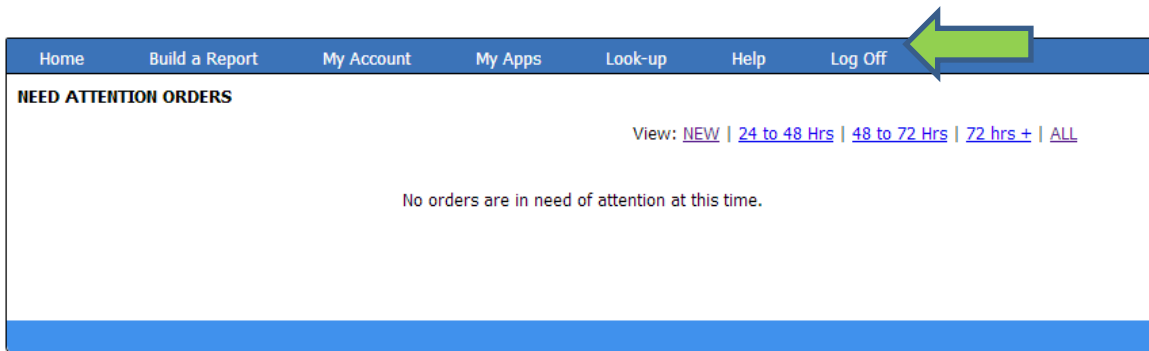 Home Build a Report My Account My Apps Look-up Help Log Off
NEED ATTENTION ORDERS
View: NEW | 24 to 48 Hrs | 48 to 72 Hrs | 72 hrs + | ALL
No orders are in need of attention at this time.